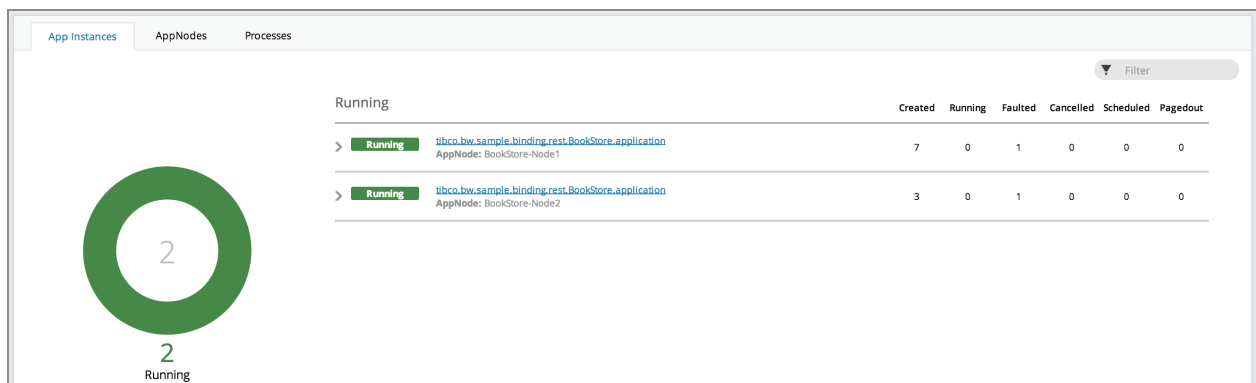 App Instances AppNodes Processes
Filter
Running Created Running Faulted Cancelled Scheduled Pagedout
Running tibco.bw.sample.binding.rest.BookStore.application 7 0 1 0 0 0
AppNode: BookStore-Node1
Running tibco.bw.sample.binding.rest.BookStore.application 3 0 1 0 0 0
AppNode: BookStore-Node2
2
2
Running